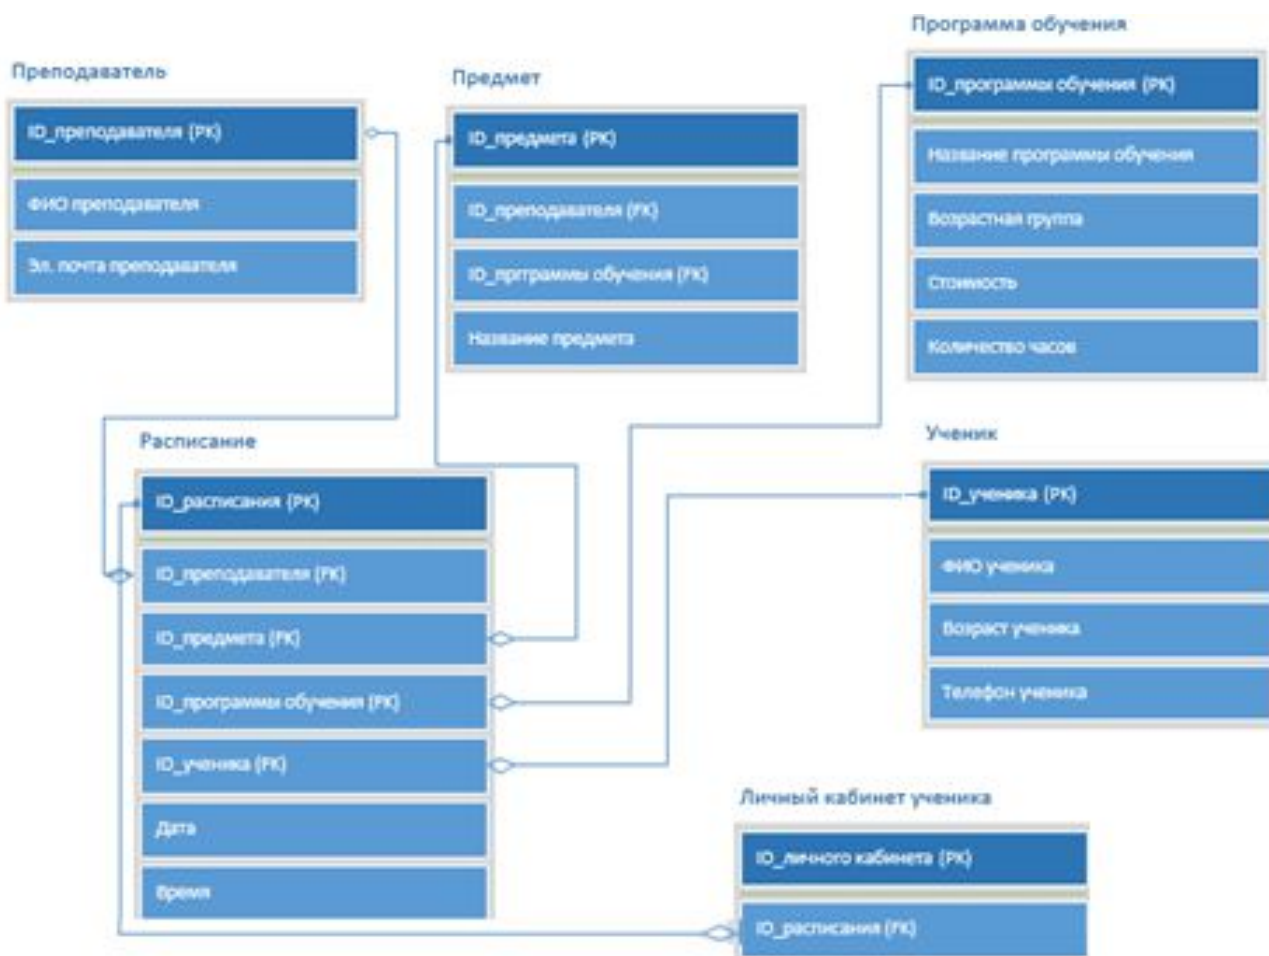 Программа обучения
ID_программы обучения (PK)
Название программы обучения
Возрастная группа
Стоимость
Количество часов
Преподаватель
ID_преподавателя (PK)
ФИО преподавателя
Эл. почта преподавателя
Предмет
ID_предмета (PK)
ID_преподавателя (FK)
ID_пртграммы обучения (FK)
Название предмета
Расписание
ID_расписания (PK)
ID_преподавателя (FK)
ID_предмета (FK)
ID_программы обучения (FK)
ID_ученика (FK)
Дата
Время
Ученик
ID_ученика (PK)
ФИО ученика
Возраст ученика
Телефон ученика
Личный кабинет ученика
ID_личного кабинета (PK)
ID_расписания (FK)